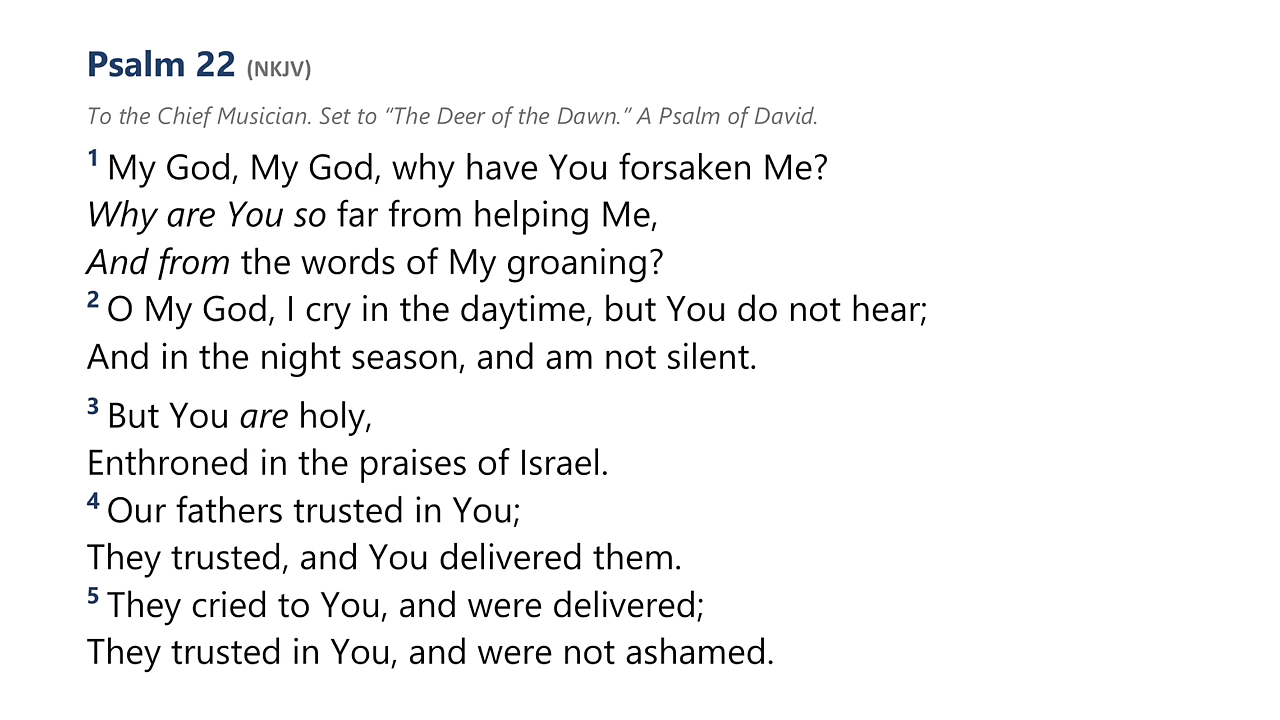 Psalm 22 (NKJV)
To the Chief Musician. Set to “The Deer of the Dawn.” A Psalm of David.
1 My God, My God, why have You forsaken Me?
Why are You so far from helping Me,
And from the words of My groaning?
2 O My God, I cry in the daytime, but You do not hear;
And in the night season, and am not silent.
3 But You are holy,
Enthroned in the praises of Israel.
4 Our fathers trusted in You;
They trusted, and You delivered them.
5 They cried to You, and were delivered;
They trusted in You, and were not ashamed.